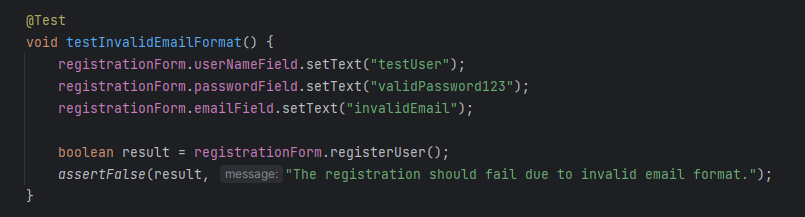 @Test
void testInvalidEmailFormat() {
    registrationForm.userNameField.setText("testUser");
    registrationForm.passwordField.setText("validPassword123");
    registrationForm.emailField.setText("invalidEmail");

    boolean result = registrationForm.registerUser();
    assertFalse(result, message: "The registration should fail due to invalid email format.");
}